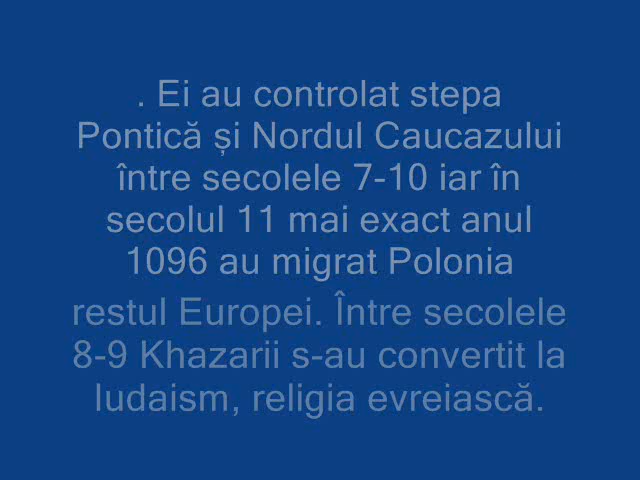 . Ei au controlat stepa
Pontică și Nordul Caucazului
între secolele 7-10 iar în
secolul 11 mai exact anul
1096 au migrat Polonia
restul Europei. Între secolele
8-9 Khazarii s-au convertit la
Iudaism, religia evreiască.